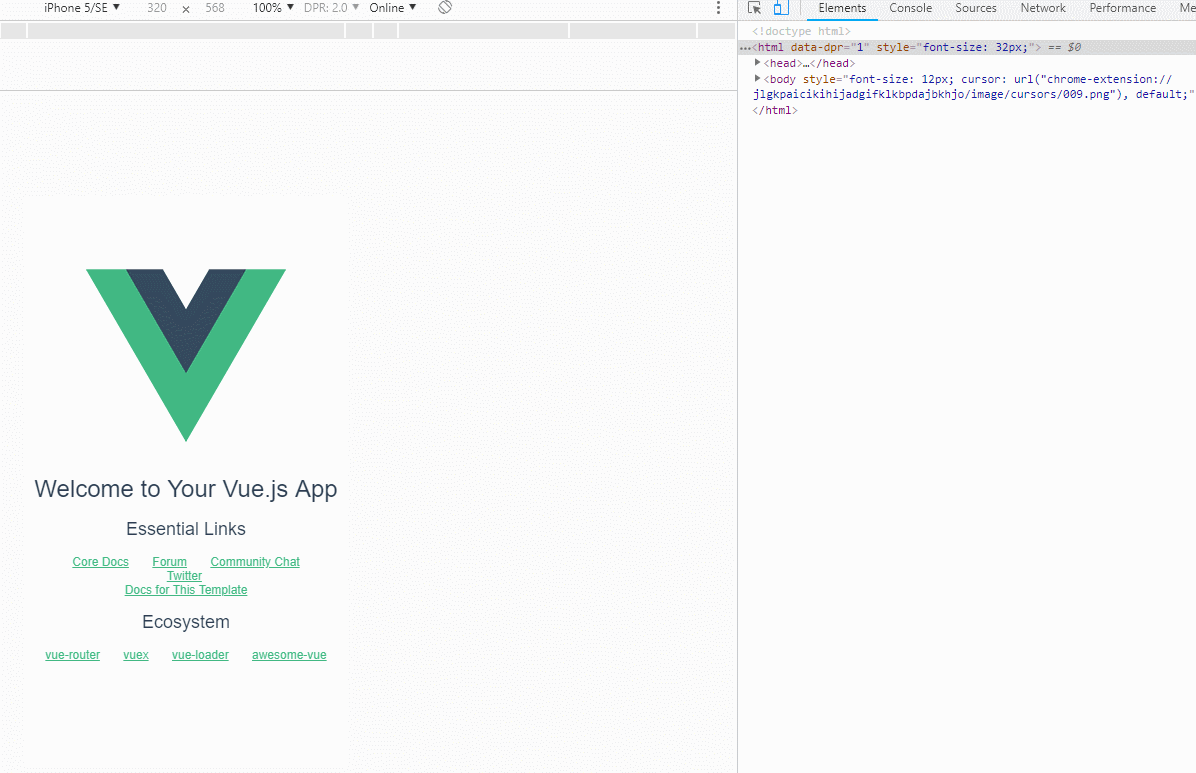 iPhone 5/SE ▼ 320 × 568 100% ▼ DPR: 2.0 ▼ Online ▼
Elements Console Sources Network Performance Me
<!doctype html>
…<html data-dpr="1" style="font-size: 32px;"> == $0
▶<head>…</head>
▶<body style="font-size: 12px; cursor: url("chrome-extension://
jlgkpaicikihijadgifklkbpdajbkhjo/image/cursors/009.png"), default;"
</html>
Welcome to Your Vue.js App
Essential Links
Core Docs Forum Community Chat
Twitter
Docs for This Template
Ecosystem
vue-router vuex vue-loader awesome-vue